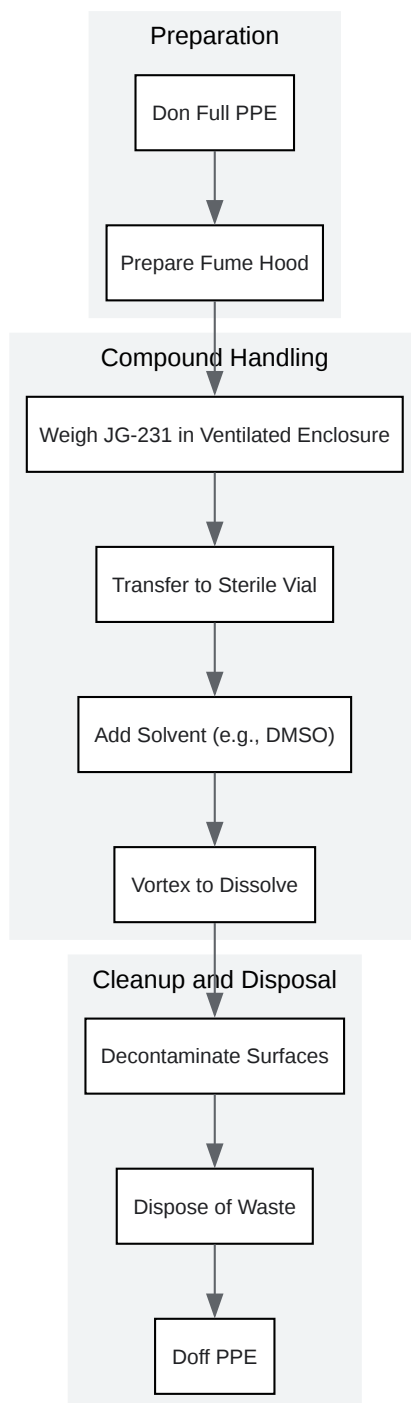 Preparation
Don Full PPE
Prepare Fume Hood
Compound Handling
Weigh JG-231 in Ventilated Enclosure
Transfer to Sterile Vial
Add Solvent (e.g., DMSO)
Vortex to Dissolve
Cleanup and Disposal
Decontaminate Surfaces
Dispose of Waste
Doff PPE